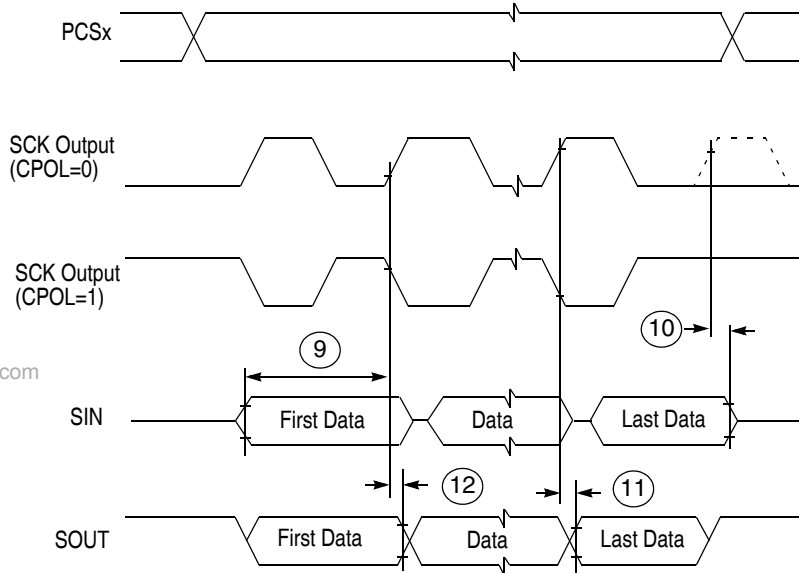 PCSx
SCK Output
(CPOL=0)
SCK Output
(CPOL=1)
10
9
com
SIN
First Data
Data
Last Data
12
11
SOUT
First Data
Data
Last Data